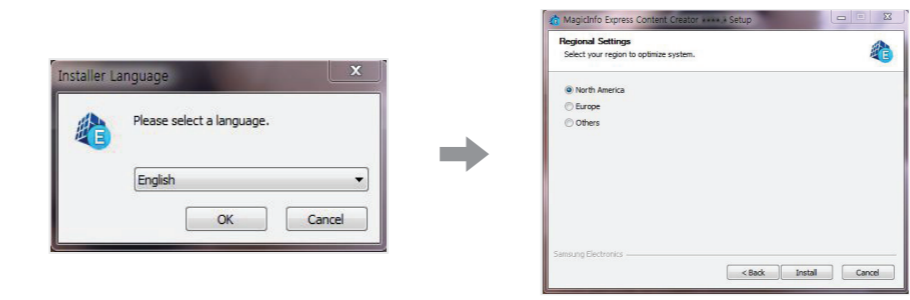 Installer Language
X
E
Please select a language.
English
OK
Cancel
MagicInfo Express Content Creator ****.* Setup
Regional Settings
Select your region to optimize system.
E
North America
Europe
Others
Samsung Electronics
< Back
Install
Cancel